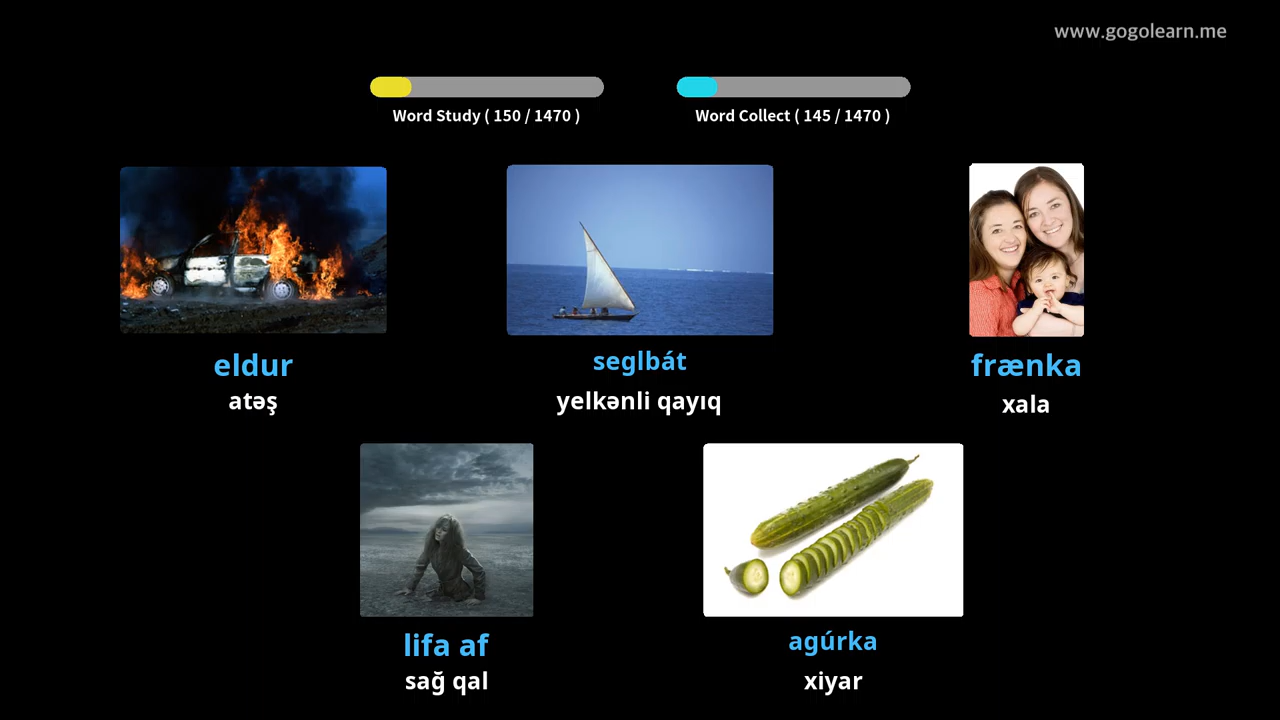 www.gogolearn.me
Word Study ( 150 / 1470 )
Word Collect ( 145 / 1470 )
eldur
atəş
seglbát
yelkənli qayıq
frænka
xala
lifa af
sağ qal
agúrka
xiyar